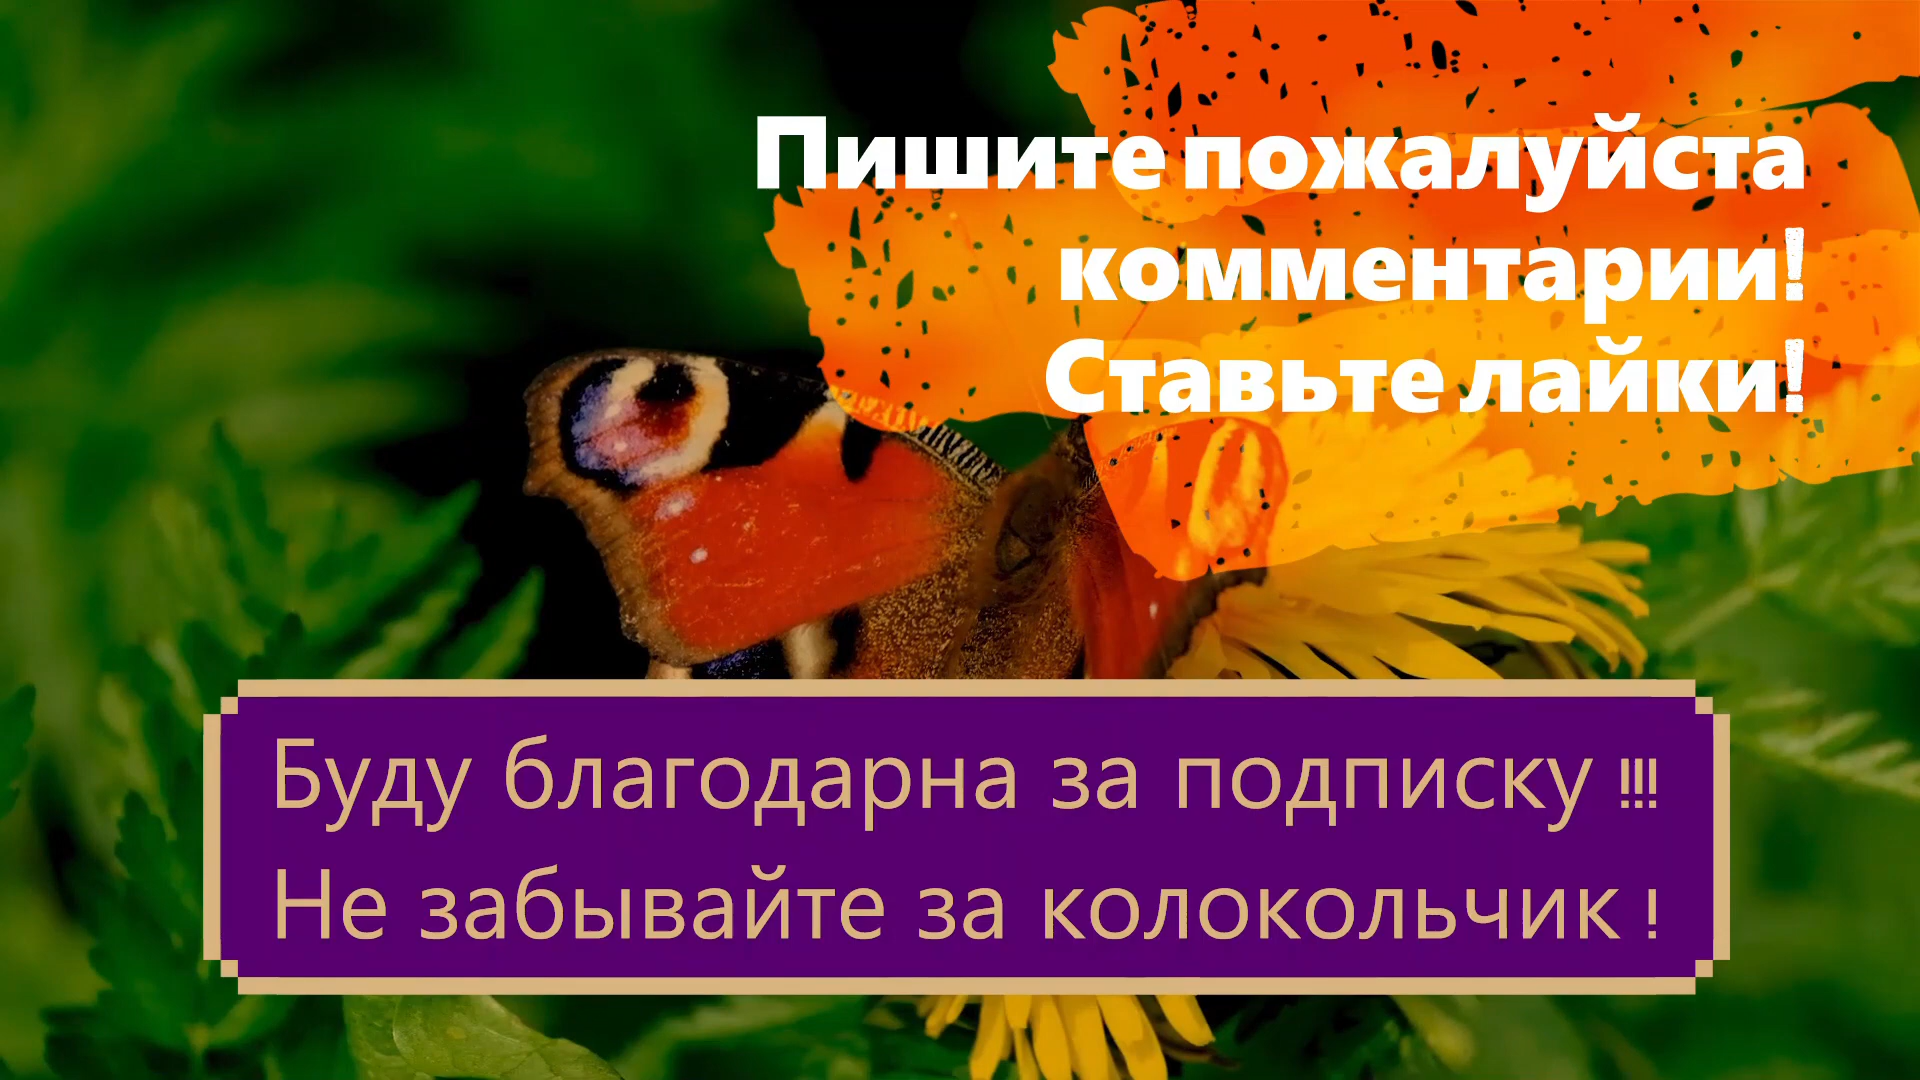 Пишите пожалуйста
комментарии!
Ставьте лайки!
Буду благодарна за подписку !!!
Не забывайте за колокольчик !